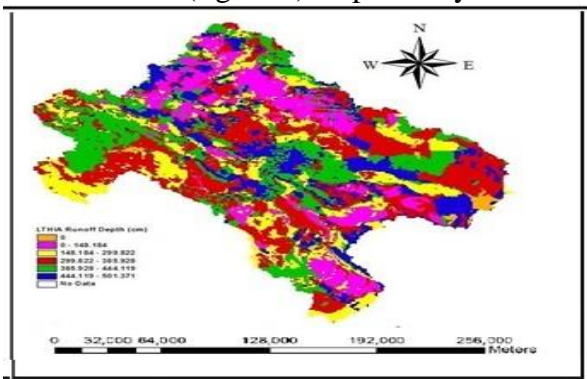 N
W E
S
LTHIA Runoff Depth (cm)
0
0 - 148.184
148.184 - 299.822
299.822 - 385.928
385.928 - 444.119
444.119 - 501.371
No Data
0 32,000 64,000 128,000 192,000 256,000
Meters